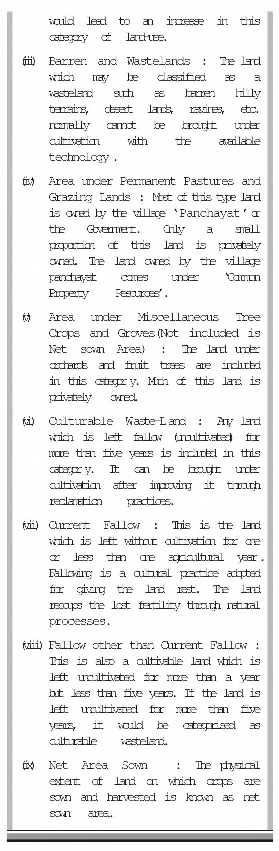 would lead to an increase in this
category of land-use.
(iii) Barren and Wastelands : The land
which may be classified as a
wasteland such as barren hilly
terrains, desert lands, ravines, etc.
normally cannot be brought under
cultivation with the available
technology.
(iv) Area under Permanent Pastures and
Grazing Lands : Most of this type land
is owned by the village ‘Panchayat’ or
the Government. Only a small
proportion of this land is privately
owned. The land owned by the village
panchayat comes under ‘Common
Property Resources’.
(v) Area under Miscellaneous Tree
Crops and Groves(Not included is
Net sown Area) : The land under
orchards and fruit trees are included
in this category. Much of this land is
privately owned.
(vi) Culturable Waste-Land : Any land
which is left fallow (uncultivated) for
more than five years is included in this
category. It can be brought under
cultivation after improving it through
reclamation practices.
(vii) Current Fallow : This is the land
which is left without cultivation for one
or less than one agricultural year.
Fallowing is a cultural practice adopted
for giving the land rest. The land
recoups the lost fertility through natural
processes.
(viii) Fallow other than Current Fallow :
This is also a cultivable land which is
left uncultivated for more than a year
but less than five years. If the land is
left uncultivated for more than five
years, it would be categorised as
culturable wasteland.
(ix) Net Area Sown : The physical
extent of land on which crops are
sown and harvested is known as net
sown area.